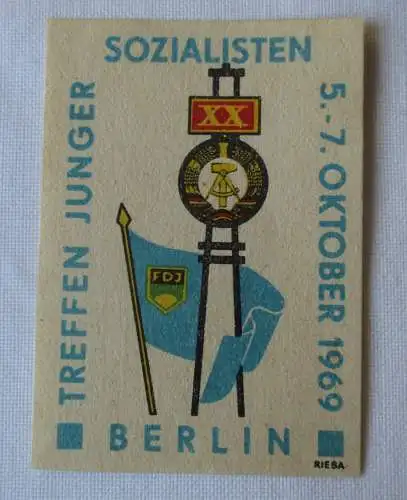 TREFFEN JUNGER
SOZIALISTEN
5.-7. OKTOBER 1969
XX
FDJ
BERLIN
RIESA